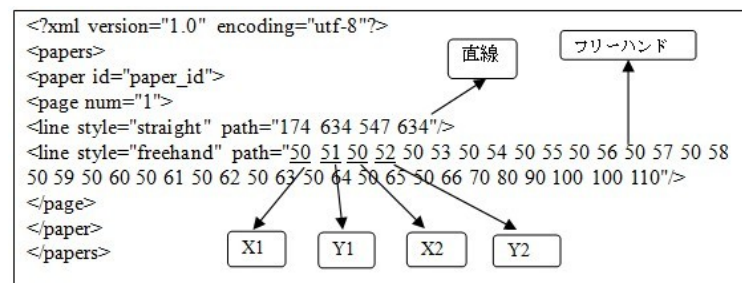 <?xml version="1.0" encoding="utf-8"?>
<papers>
<paper id="paper_id">
直線
フリーハンド
<page num="1">
<line style="straight" path="174 634 547 634"/>
<line style="freehand" path="50 51 50 52 50 53 50 54 50 55 50 56 50 57 50 58
50 59 50 60 50 61 50 62 50 63 50 64 50 65 50 66 70 80 90 100 100 110"/>
</page>
</paper>
</papers>
X1
Y1
X2
Y2